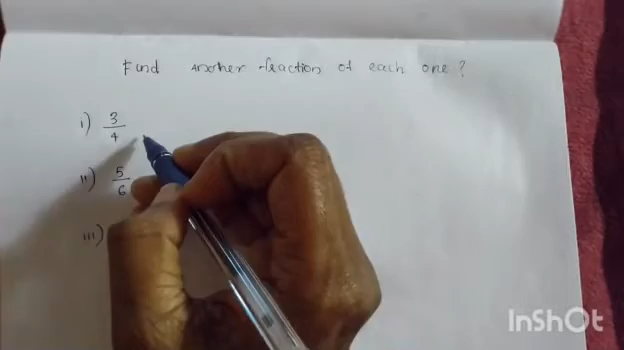 Find another fraction of each one?
i) 3/4
ii) 5/6
iii)
InShOt